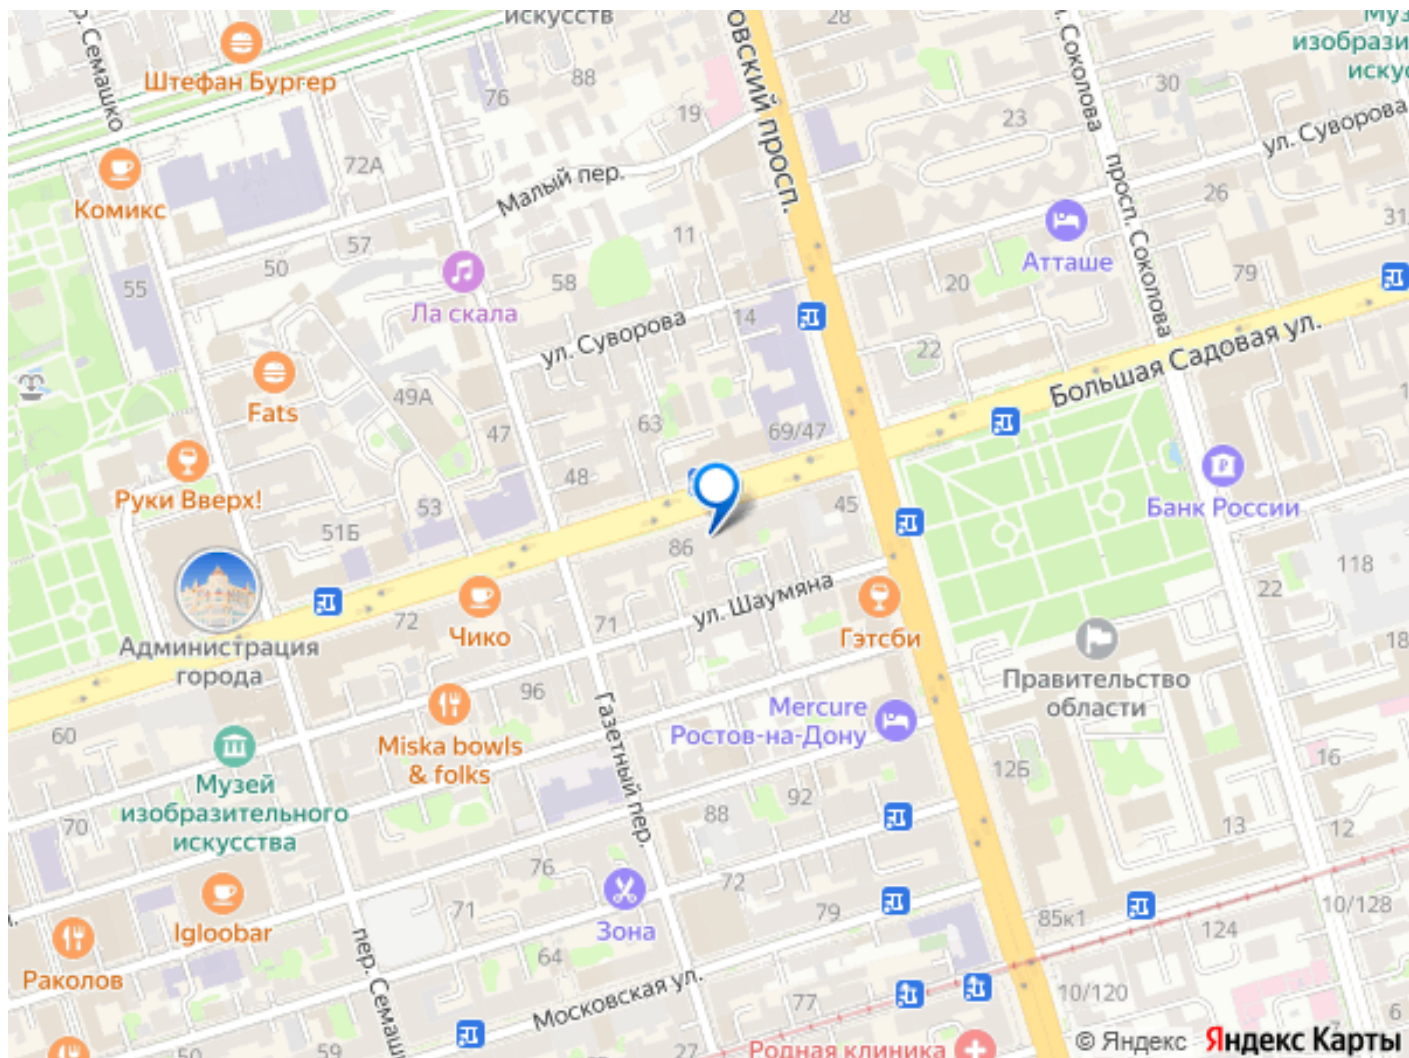 искусств
р. Семашко
Штефан Бургер
88
76
19
28
овский просп.
. Соколова
Муз
изобрази
искус
30
23
ул. Суворова
72А
Малый пер.
Комикс
просп. Соколова
26
31
57
50
55
11
Ла скала
58
Атташе
20
79
14
ул. Суворова
22
Большая Садовая ул.
Fats
49А
63
47
69/47
48
Руки Вверх!
53
51Б
45
86
Банк России
118
22
ул. Шаумяна
72
Чико
71
Гэтсби
Администрация
города
18
Правительство
области
96
Газетный пер.
Mercure
Ростов-на-Дону
60
Miska bowls
& folks
Музей
изобразительного
искусства
12Б
16
92
88
70
13
12
76
72
Igloobar
71
Зона
79
85к1
10/128
124
Раколов
пер. Семашко
64
Московская ул.
77
10/120
6
50
59
27
Родная клиника
© Яндекс
Яндекс Карты